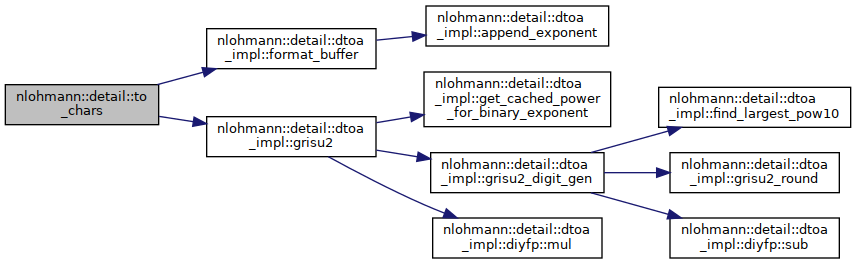 nlohmann::detail::to
_chars
nlohmann::detail::dtoa
_impl::format_buffer
nlohmann::detail::dtoa
_impl::append_exponent
nlohmann::detail::dtoa
_impl::grisu2
nlohmann::detail::dtoa
_impl::get_cached_power
_for_binary_exponent
nlohmann::detail::dtoa
_impl::grisu2_digit_gen
nlohmann::detail::dtoa
_impl::find_largest_pow10
nlohmann::detail::dtoa
_impl::grisu2_round
nlohmann::detail::dtoa
_impl::diyfp::sub
nlohmann::detail::dtoa
_impl::diyfp::mul